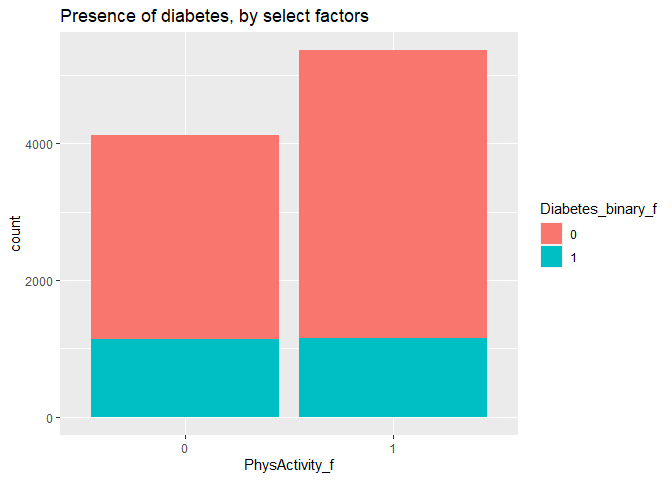 Presence of diabetes, by select factors
4000
2000
0
count
0
1
PhysActivity_f
Diabetes_binary_f
0
1